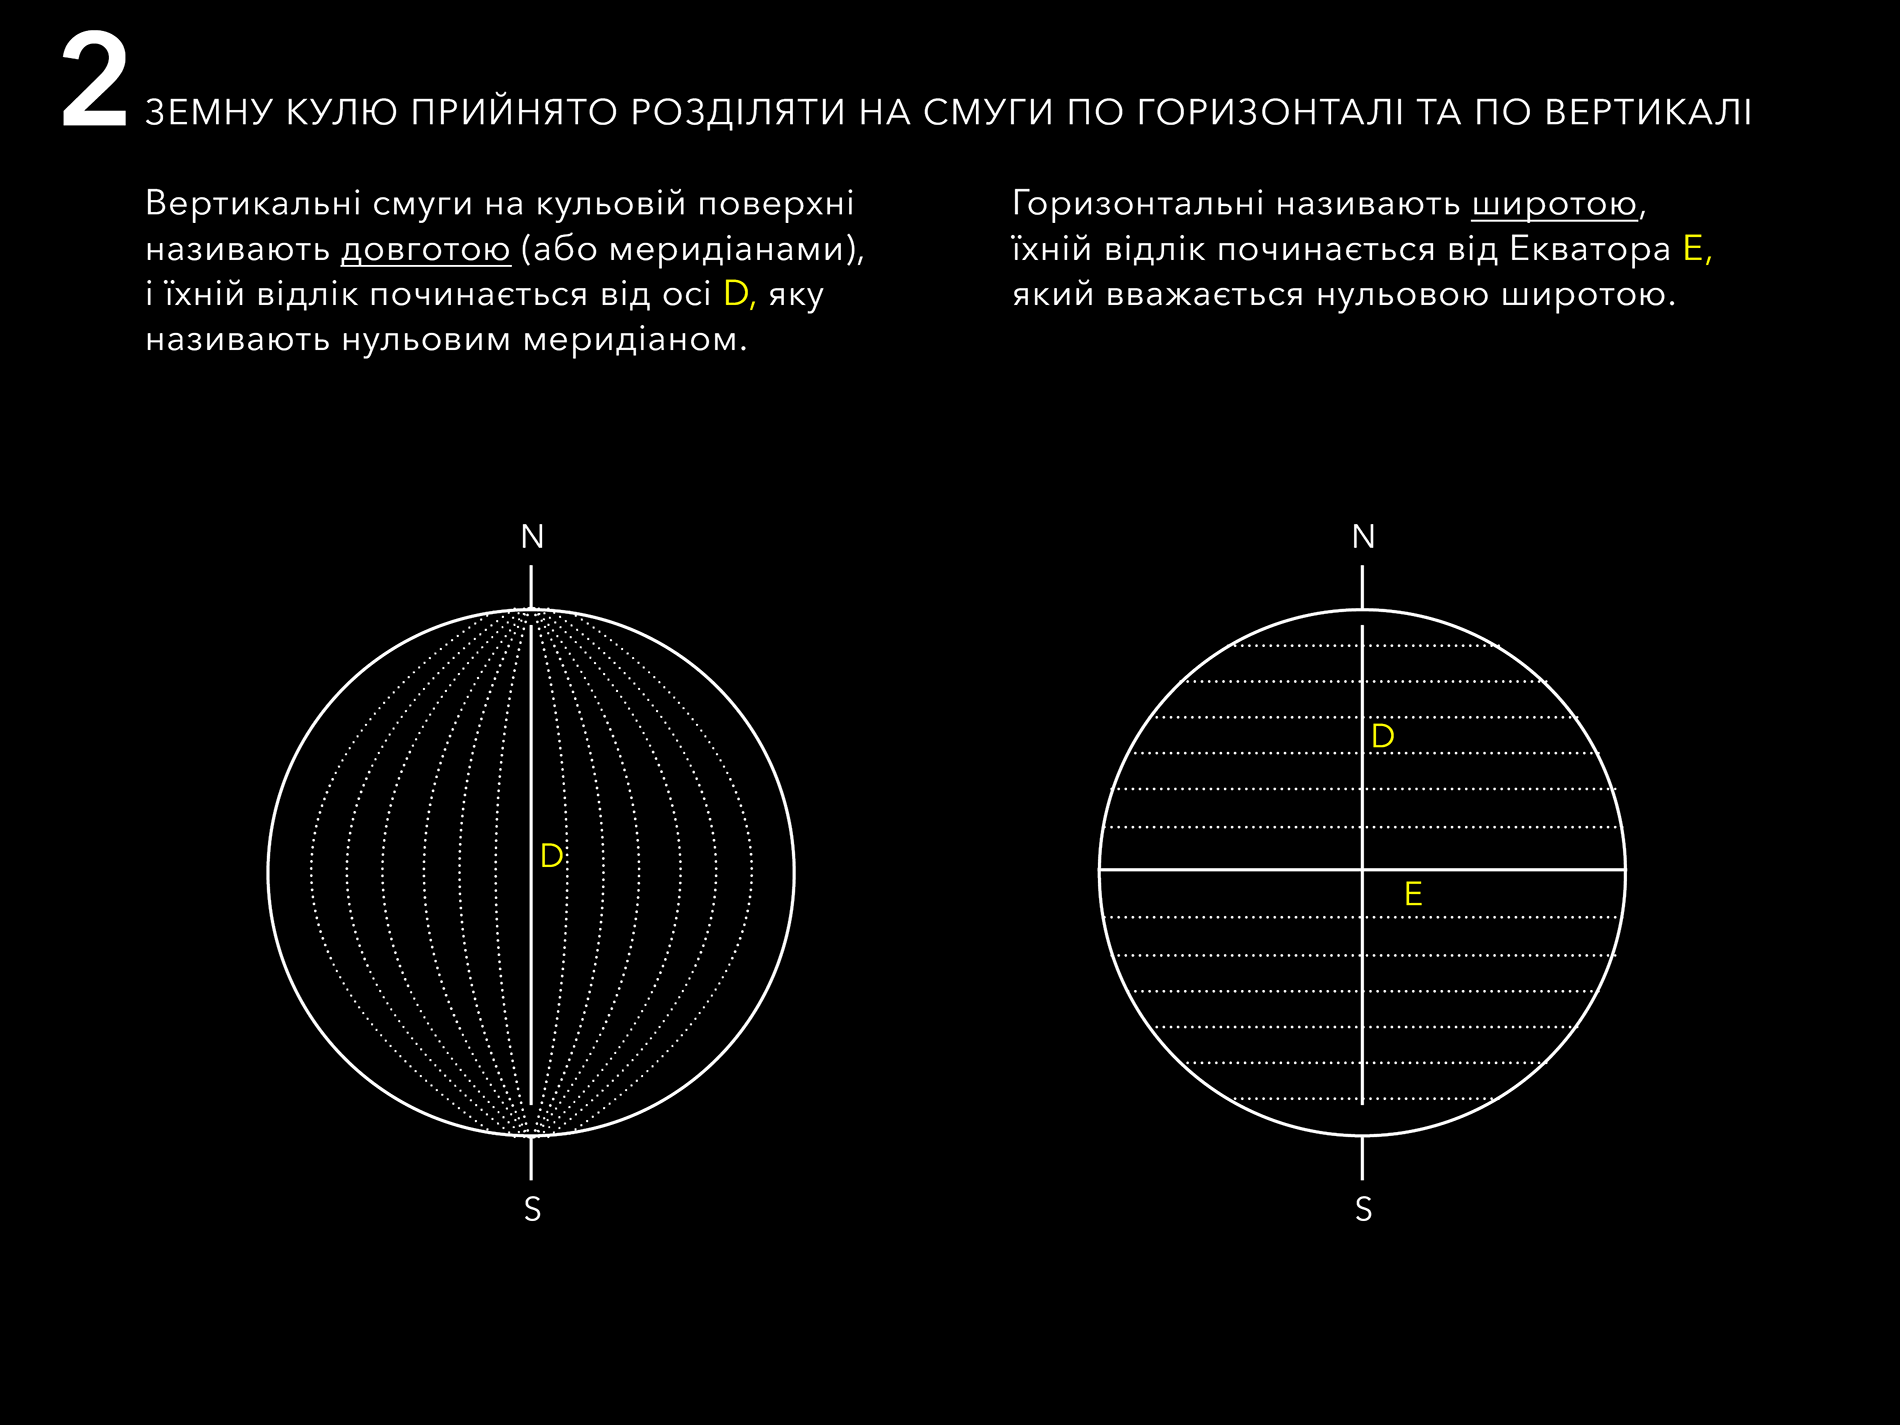 2 ЗЕМНУ КУЛЮ ПРИЙНЯТО РОЗДІЛЯТИ НА СМУГИ ПО ГОРИЗОНТАЛІ ТА ПО ВЕРТИКАЛІ
Вертикальні смуги на кульовій поверхні
називають довготою (або меридіанами),
і їхній відлік починається від осі D, яку
називають нульовим меридіаном.
Горизонтальні називають широтою,
їхній відлік починається від Екватора E,
який вважається нульовою широтою.
N
D
S
N
D
E
S